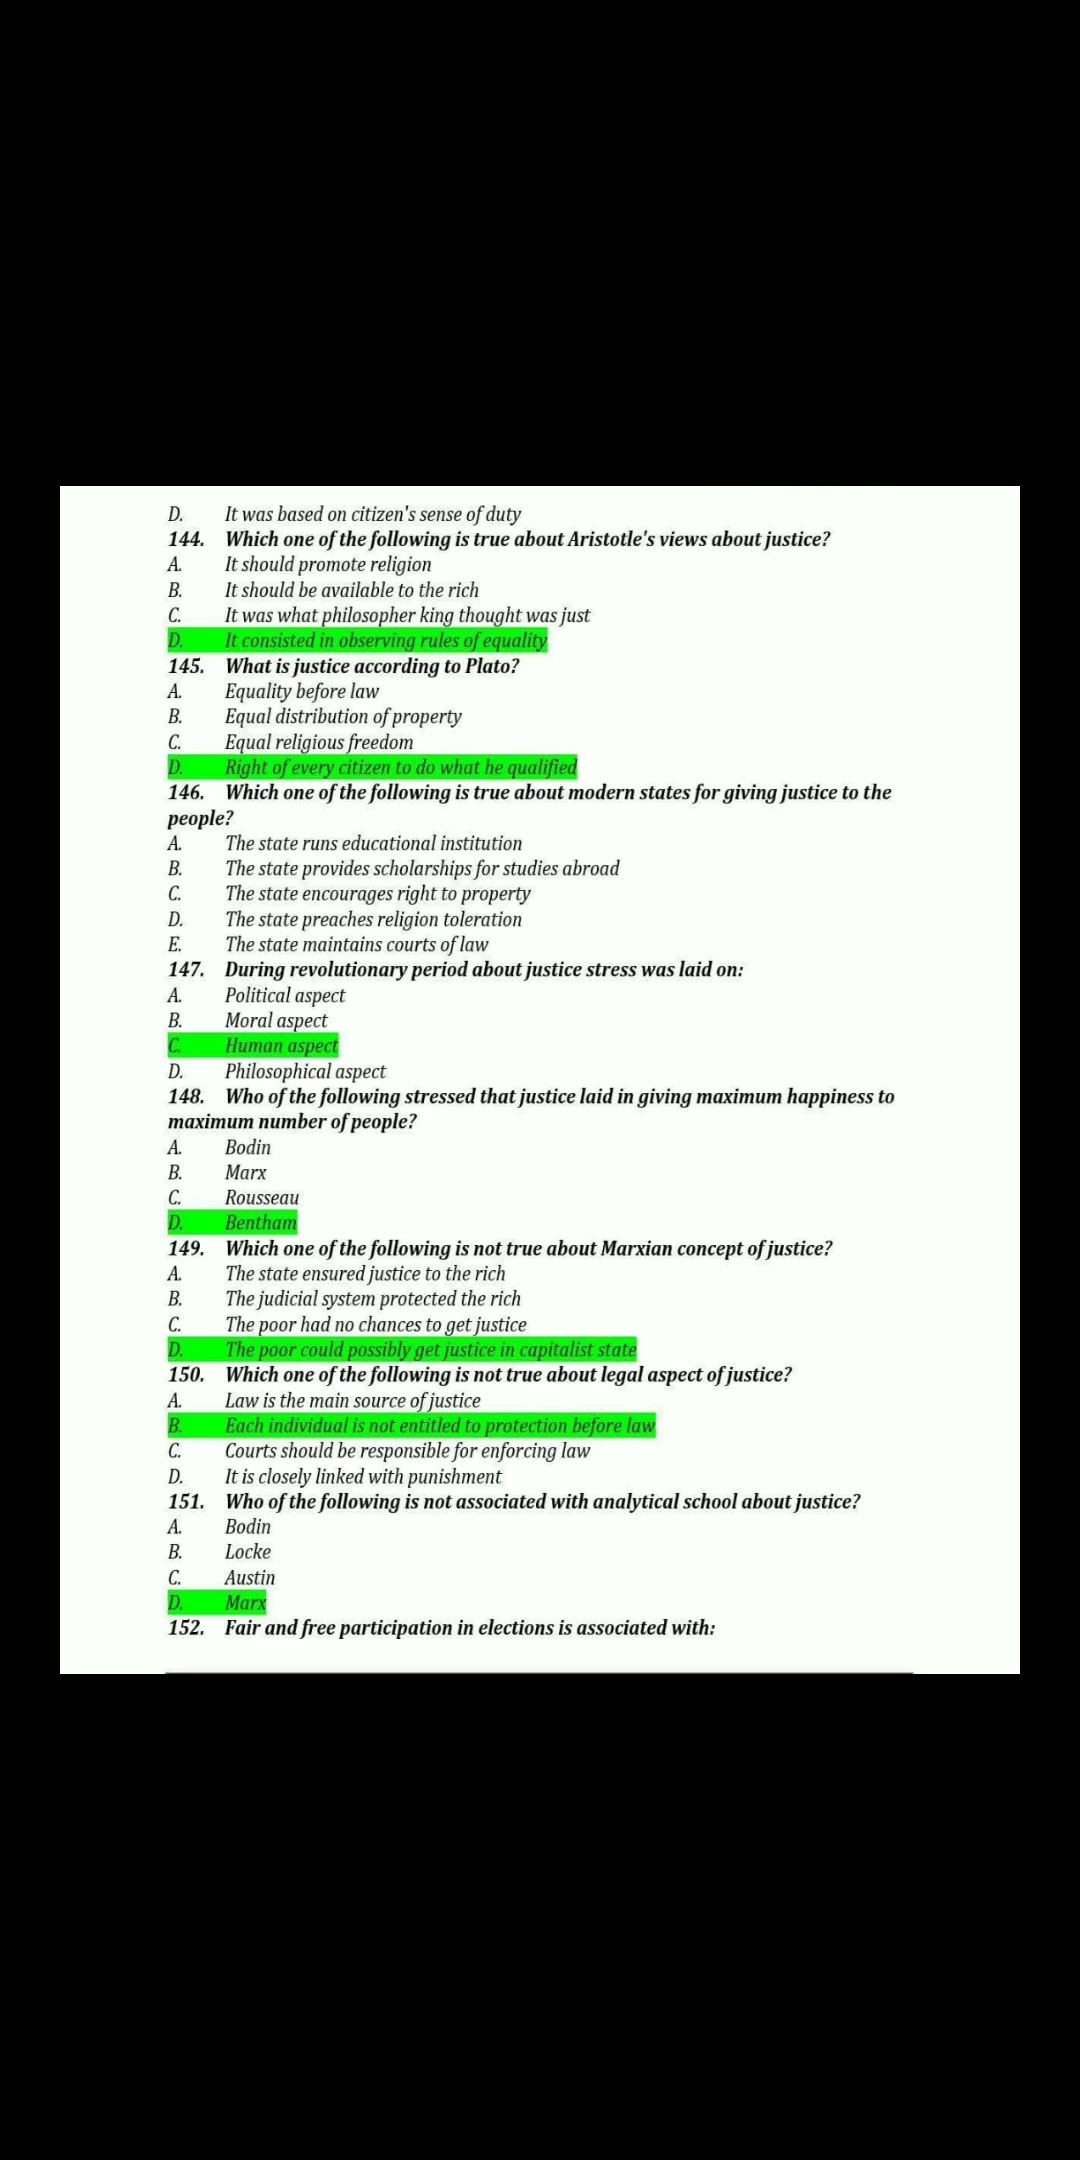 D. It was based on citizen's sense of duty
144. Which one of the following is true about Aristotle's views about justice?
A. It should promote religion
B. It should be available to the rich
C. It was what philosopher king thought was just
D. It consisted in observing rules of equality
145. What is justice according to Plato?
A. Equality before law
B. Equal distribution of property
C. Equal religious freedom
D. Right of every citizen to do what he qualified
146. Which one of the following is true about modern states for giving justice to the
people?
A. The state runs educational institution
B. The state provides scholarships for studies abroad
C. The state encourages right to property
D. The state preaches religion toleration
E. The state maintains courts of law
147. During revolutionary period about justice stress was laid on:
A. Political aspect
B. Moral aspect
C. Human aspect
D. Philosophical aspect
148. Who of the following stressed that justice laid in giving maximum happiness to
maximum number of people?
A. Bodin
B. Marx
C. Rousseau
D. Bentham
149. Which one of the following is not true about Marxian concept of justice?
A. The state ensured justice to the rich
B. The judicial system protected the rich
C. The poor had no chances to get justice
D. The poor could possibly get justice in capitalist state
150. Which one of the following is not true about legal aspect of justice?
A. Law is the main source of justice
B. Each individual is not entitled to protection before law
C. Courts should be responsible for enforcing law
D. It is closely linked with punishment
151. Who of the following is not associated with analytical school about justice?
A. Bodin
B. Locke
C. Austin
D. Marx
152. Fair and free participation in elections is associated with: